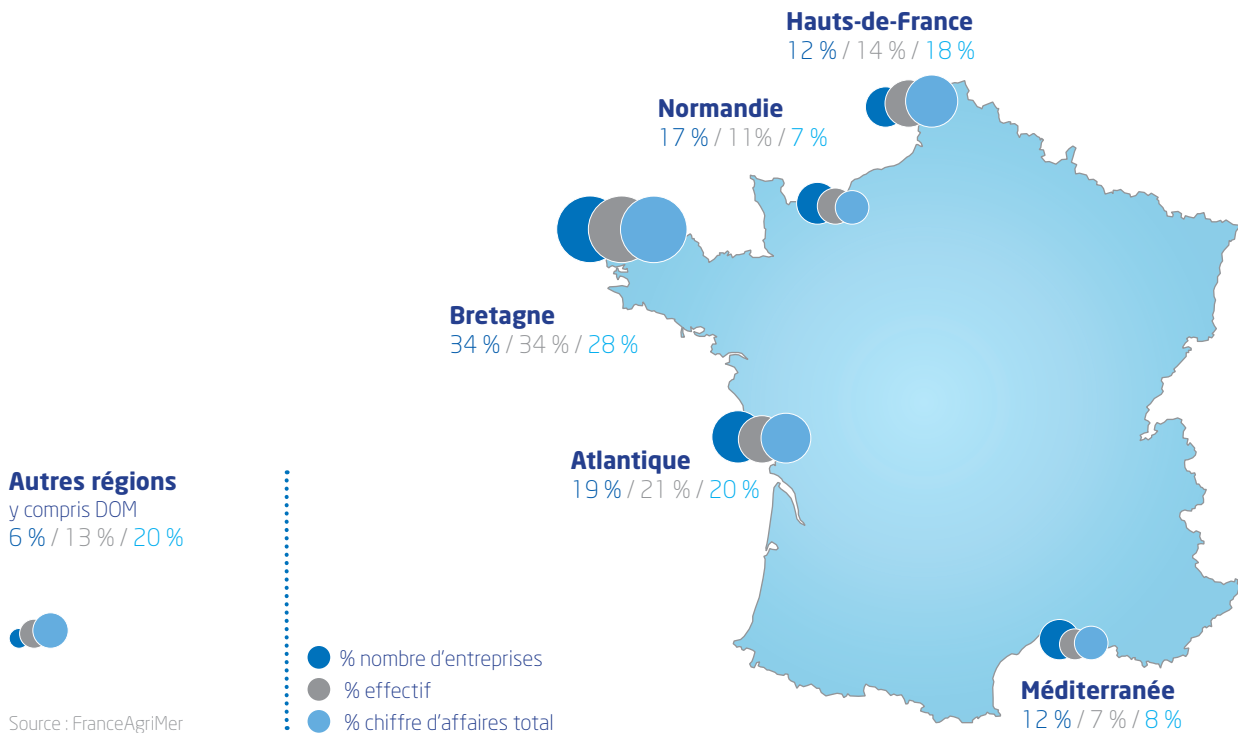 Hauts-de-France
12 % / 14 % / 18 %
Normandie
17 % / 11% / 7 %
Bretagne
34 % / 34 % / 28 %
Atlantique
19 % / 21 % / 20 %
Autres régions
y compris DOM
6 % / 13 % / 20 %
% nombre d'entreprises
% effectif
% chiffre d'affaires total
Méditerranée
12 % / 7 % / 8 %
Source : FranceAgriMer